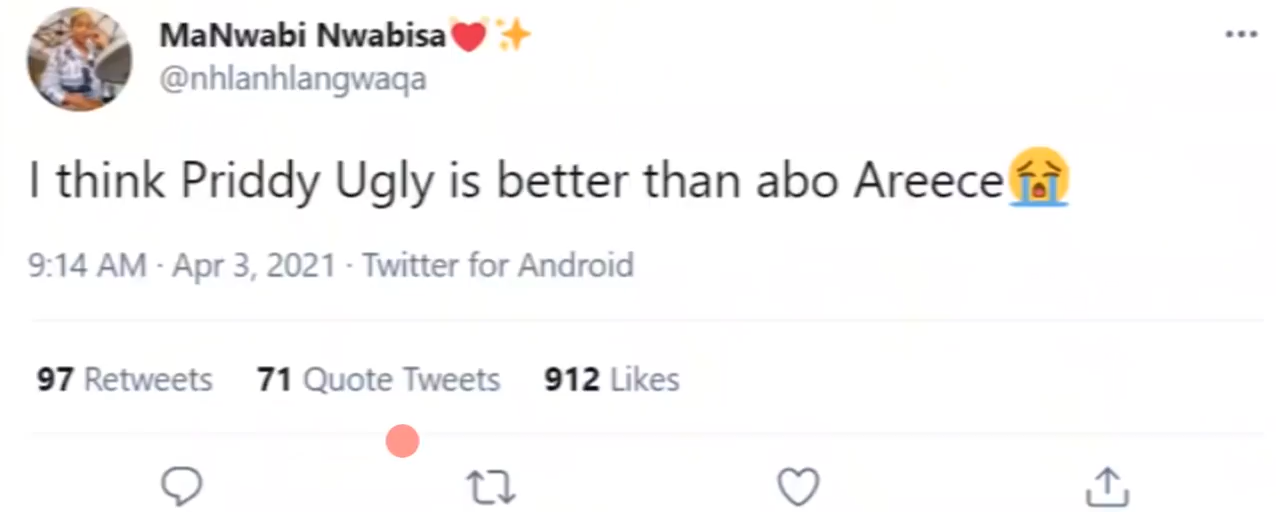 MaNwabi Nwabisa❤️✨
@nhlanhlangwaqa
I think Priddy Ugly is better than abo Areece😭
9:14 AM · Apr 3, 2021 · Twitter for Android
97 Retweets 71 Quote Tweets 912 Likes